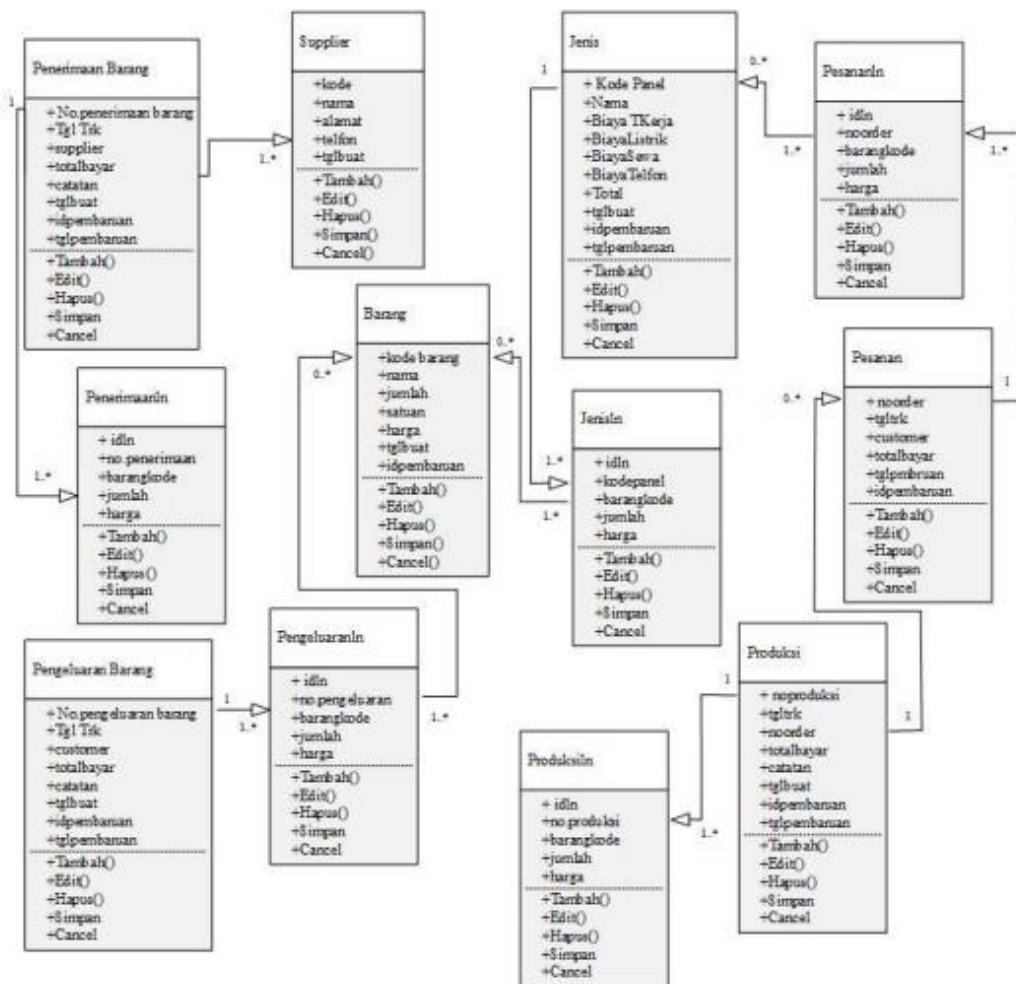 Penerimaan Barang
+ No.penerimaan barang
+Tgl Trk
+supplier
+totalbayar
+catatan
+tglbuat
+idpembaruan
+tglpembaruan
+Tambah()
+Edit()
+Hapus()
+Simpan
+Cancel
1
1..*
Supplier
+kode
+nama
+alamat
+telfon
+tglbuat
+Tambah()
+Edit()
+Hapus()
+Simpan()
+Cancel()
1..*
Jenis
+ Kode Panel
+Nama
+Biaya TKerja
+BiayaListrik
+BiayaSewa
+BiayaTelfon
+Total
+tglbuat
+idpembaruan
+tglpembaruan
+Tambah()
+Edit()
+Hapus()
+Simpan
+Cancel
1
0..*
1..*
PesananIn
+ idln
+noorder
+barangkode
+jumlah
+harga
+Tambah()
+Edit()
+Hapus()
+Simpan
+Cancel
1..*
PenerimaanIn
+ idln
+no.penerimaan
+barangkode
+jumlah
+harga
+Tambah()
+Edit()
+Hapus()
+Simpan
+Cancel
Barang
+kode barang
+nama
+jumlah
+satuan
+harga
+tglbuat
+idpembaruan
+Tambah()
+Edit()
+Hapus()
+Simpan()
+Cancel()
0..*
0..*
JenisIn
+ idln
+kodepanel
+barangkode
+jumlah
+harga
+Tambah()
+Edit()
+Hapus()
+Simpan
+Cancel
1..*
1..*
Pesanan
+ noorder
+tgltrk
+customer
+totalbayar
+tglpmbruan
+idpembaruan
+Tambah()
+Edit()
+Hapus()
+Simpan
+Cancel
0..*
1
Pengeluaran Barang
+ No.pengeluaran barang
+Tgl Trk
+customer
+totalbayar
+catatan
+tglbuat
+idpembaruan
+tglpembaruan
+Tambah()
+Edit()
+Hapus()
+Simpan
+Cancel
1
1..*
PengeluaranIn
+ idln
+no.pengeluaran
+barangkode
+jumlah
+harga
+Tambah()
+Edit()
+Hapus()
+Simpan
+Cancel
1..*
ProduksiIn
+ idln
+no.produksi
+barangkode
+jumlah
+harga
+Tambah()
+Edit()
+Hapus()
+Simpan
+Cancel
1..*
1
Produksi
+ noproduksi
+tgltrk
+noorder
+totalbayar
+catatan
+tglbuat
+idpembaruan
+tglpembaruan
+Tambah()
+Edit()
+Hapus()
+Simpan
+Cancel
1